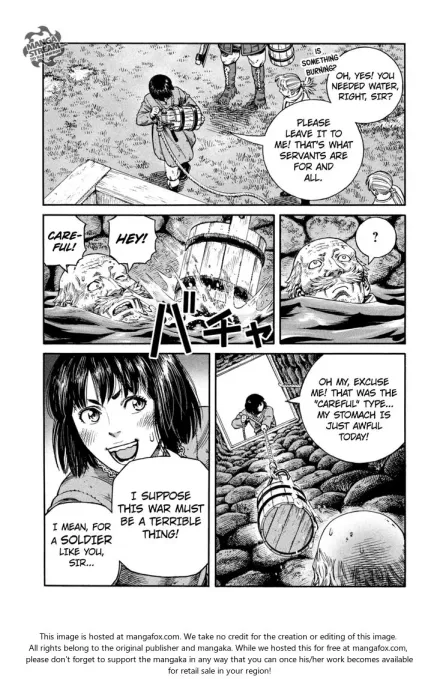 MANGA
STREAM
IS
SOMETHING
BURNING?
OH, YES! YOU
NEEDED WATER,
RIGHT, SIR?
PLEASE
LEAVE IT TO
ME! THAT'S WHAT
SERVANTS ARE
FOR AND
ALL.
CARE-
FUL!
HEY!
バチャ
?
OH MY, EXCUSE
ME! THAT WAS THE
"CAREFUL" TYPE...
MY STOMACH IS
JUST AWFUL
TODAY!
I SUPPOSE
THIS WAR MUST
BE A TERRIBLE
THING!
I MEAN, FOR
A SOLDIER
LIKE YOU,
SIR...
This image is hosted at mangafox.com. We take no credit for the creation or editing of this image.
All rights belong to the original publisher and mangaka. While we hosted this for free at mangafox.com,
please don't forget to support the mangaka in any way that you can once his/her work becomes available
for retail sale in your region!